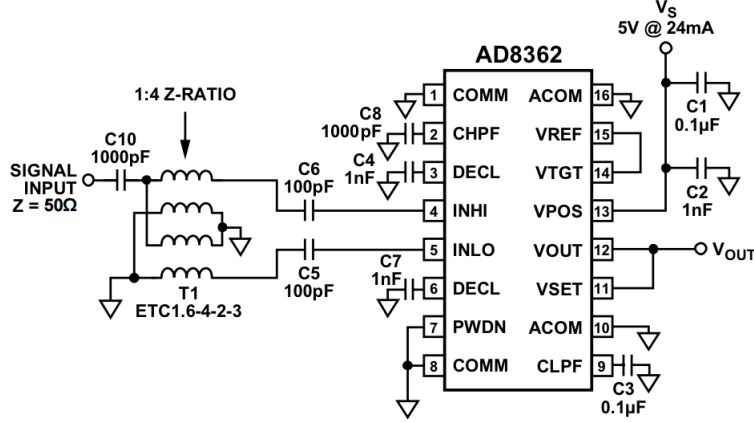 V_S
5V @ 24mA
AD8362
1:4 Z-RATIO
C10
1000pF
SIGNAL
INPUT
Z = 50Ω
T1
ETC1.6-4-2-3
C6
100pF
C5
100pF
C8
1000pF
C4
1nF
C7
1nF
1 COMM ACOM 16
2 CHPF VREF 15
3 DECL VTGT 14
4 INHI VPOS 13
5 INLO VOUT 12
6 DECL VSET 11
7 PWDN ACOM 10
8 COMM CLPF 9
C1
0.1µF
C2
1nF
V_OUT
C3
0.1µF